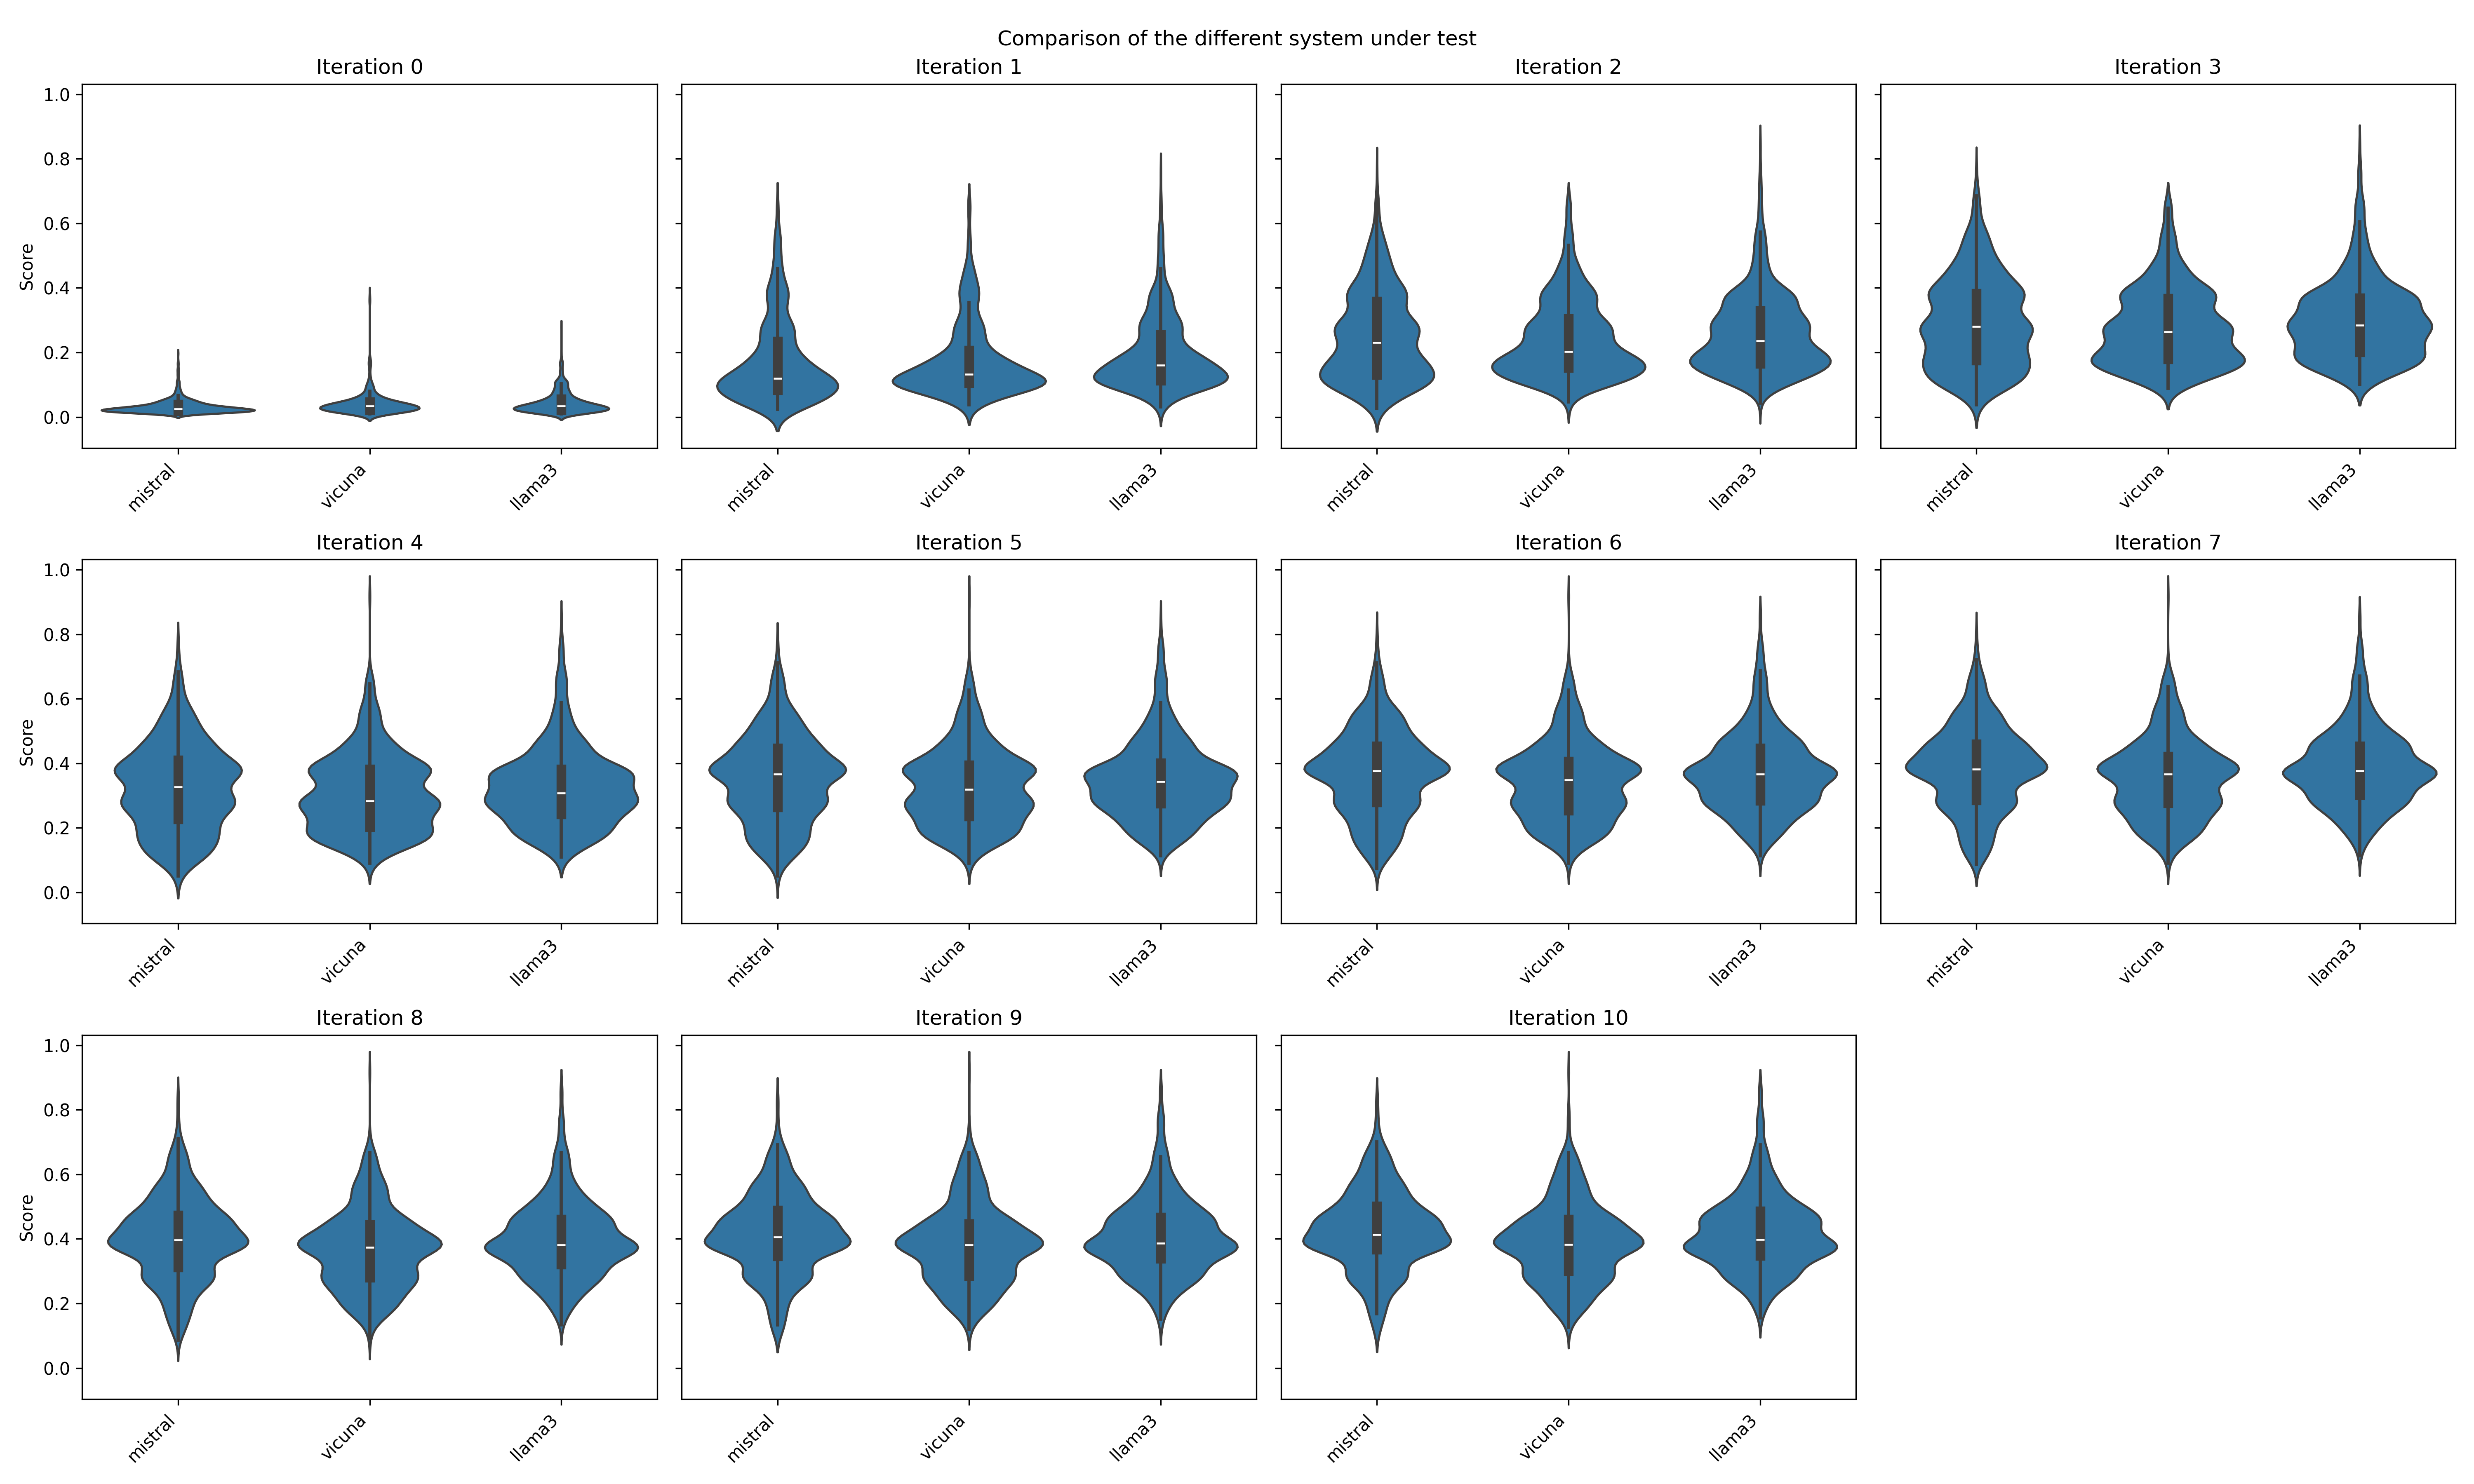 Comparison of the different system under test
Iteration 0
Iteration 1
Iteration 2
Iteration 3
1.0
0.8
0.6
0.4
0.2
0.0
Score
mistral
vicuna
llama3
mistral
vicuna
llama3
mistral
vicuna
llama3
mistral
vicuna
llama3
Iteration 4
Iteration 5
Iteration 6
Iteration 7
1.0
0.8
0.6
0.4
0.2
0.0
Score
mistral
vicuna
llama3
mistral
vicuna
llama3
mistral
vicuna
llama3
mistral
vicuna
llama3
Iteration 8
Iteration 9
Iteration 10
1.0
0.8
0.6
0.4
0.2
0.0
Score
mistral
vicuna
llama3
mistral
vicuna
llama3
mistral
vicuna
llama3